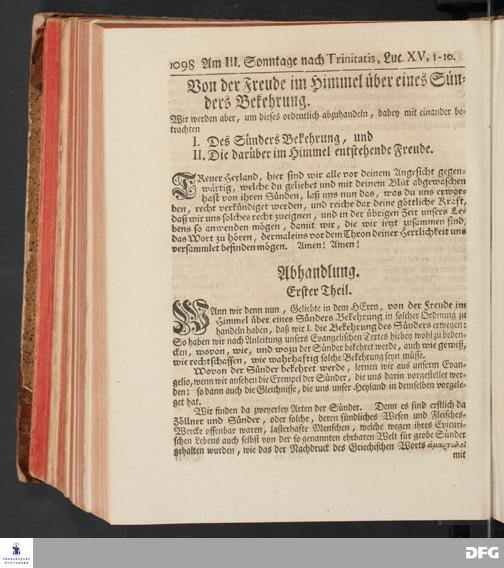 1098 Am III. Sonntage nach Trinitatis, Luc. XV, 1-10.
Von der Freude im Himmel über eines Sün-
ders Bekehrung.
Wir werden aber, um dieses ordentlich abzuhandeln, dabey mit einander be-
trachten
I. Des Sünders Bekehrung, und
II. Die darüber im Himmel entstehende Freude.
TReuer Heyland, hier sind wir alle vor deinem Angesicht gegen-
wärtig, welche du geliebet und mit deinem Blut abgewaschen
hast von ihren Sünden, laß uns nun das, was du uns erwor-
ben, recht verkündiget werden, und reiche dar deine göttliche Kraft,
daß wir uns solches recht zueignen, und in der übrigen Zeit unsers Le-
bens so anwenden mögen, damit wir, die wir jetzt zusammen sind,
das Wort zu hören, dermaleins vor dem Thron deiner Herrlichkeit uns
versammlet befinden mögen. Amen! Amen!
Abhandlung.
Erster Theil.
WAnn wir denn nun, Geliebte in dem HErrn, von der Freude im
Himmel über eines Sünders Bekehrung in solcher Ordnung zu
handeln haben, daß wir I. die Bekehrung des Sünders erwegen:
So haben wir nach Anleitung unsers Evangelischen Textes hiebey wohl zu beden-
cken, wovon, wie, und wozu der Sünder bekehret werde, auch wie gewiß,
wie rechtschaffen, wie wahrhaftig solche Bekehrung seyn müsse.
Wovon der Sünder bekehret werde, lernen wir aus unserm Evan-
gelio, wenn wir ansehen die Exempel der Sünder, die uns darin vorgestellet wer-
den; so dann auch die Gleichnisse, die uns unser Heyland in demselben vorgele-
get hat.
Wir finden da zweyerley Arten der Sünder. Denn es sind erstlich da
Zöllner und Sünder, oder solche, deren sündliches Wesen und Fleisches-
Wercke offenbar waren, lasterhafte Menschen, welche wegen ihres Epicuri-
schen Lebens auch selbst von der so genannten ehrbaren Welt für grobe Sünder
gehalten wurden, wie das der Nachdruck des Griechischen Worts ἁμαρτωλοὶ
mit
FRANCKESCHE
STIFTUNGEN
DFG